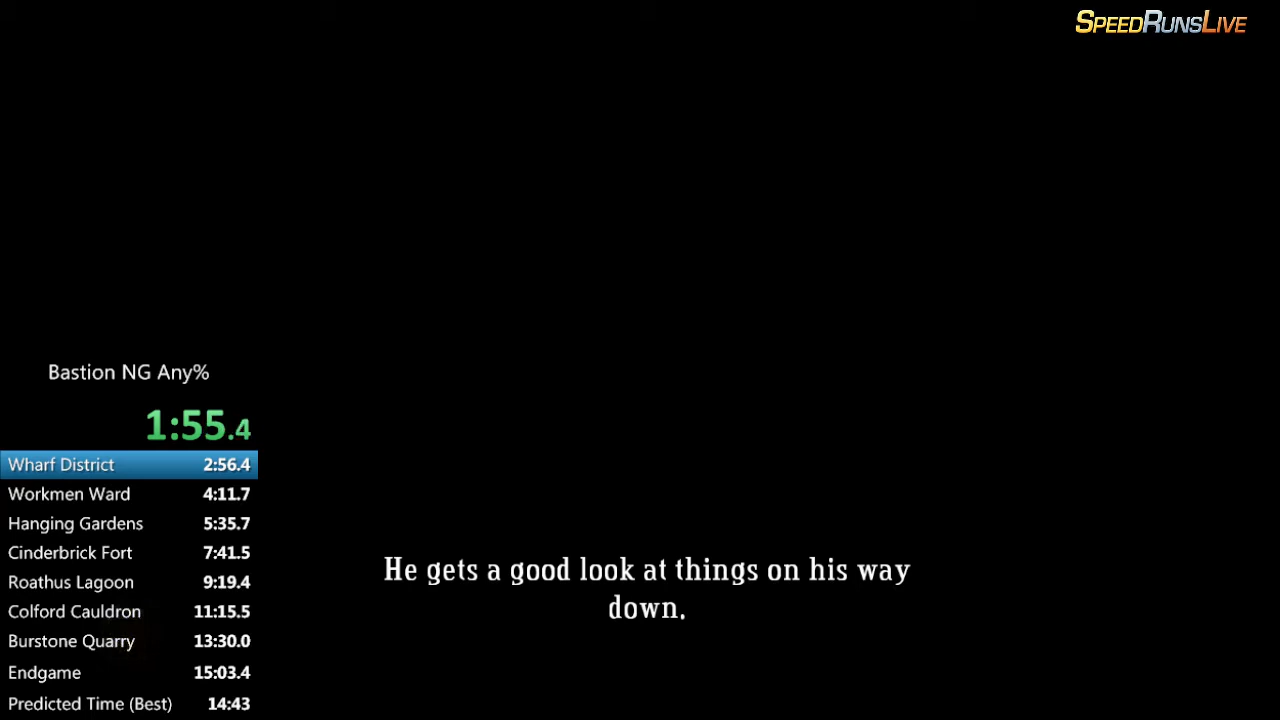 SpeedRunsLive
Bastion NG Any%
1:55.4
Wharf District 2:56.4
Workmen Ward 4:11.7
Hanging Gardens 5:35.7
Cinderbrick Fort 7:41.5
Roathus Lagoon 9:19.4
Colford Cauldron 11:15.5
Burstone Quarry 13:30.0
Endgame 15:03.4
Predicted Time (Best) 14:43
He gets a good look at things on his way
down.